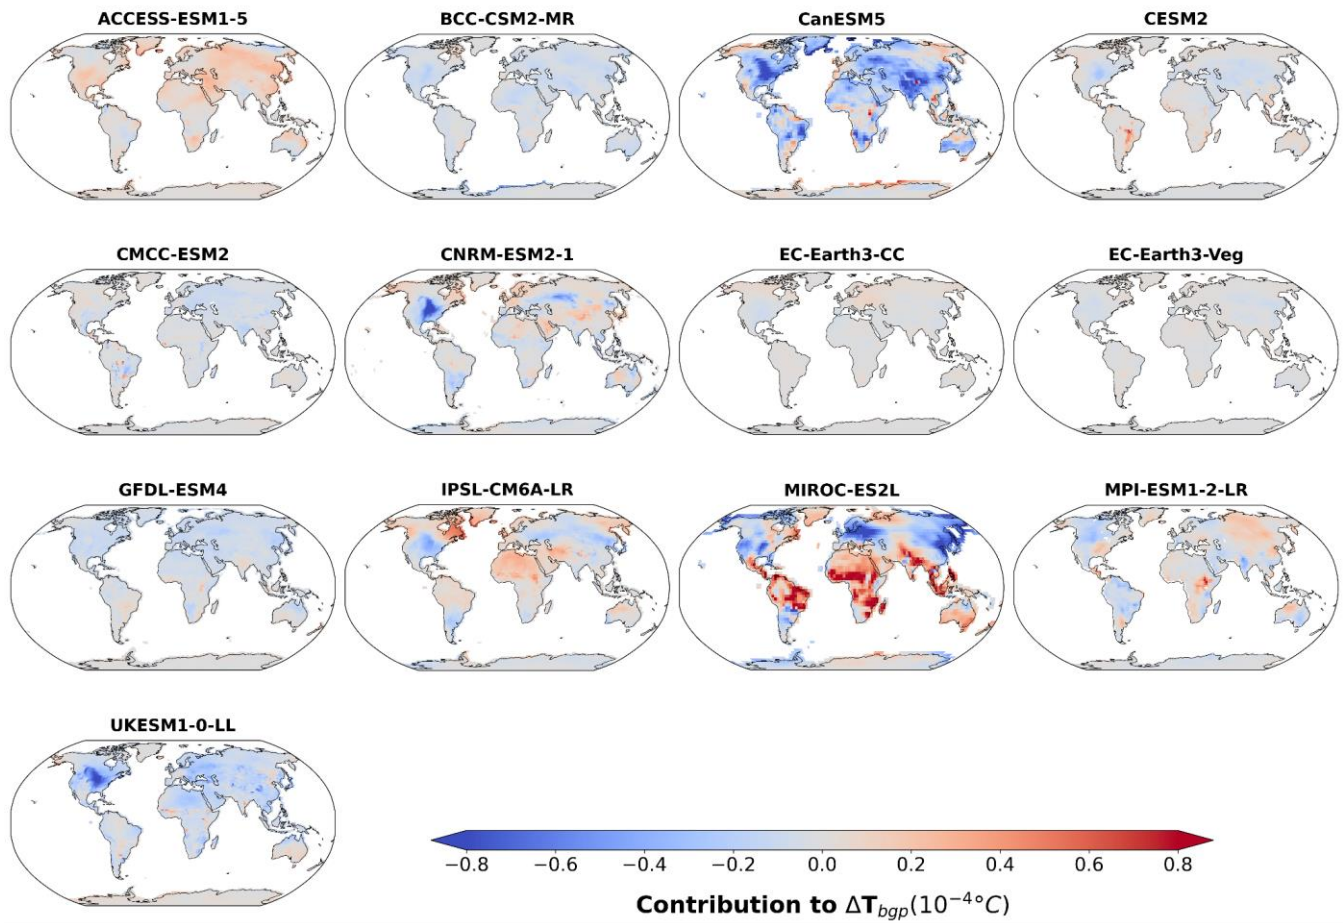 ACCESS-ESM1-5 BCC-CSM2-MR CanESM5 CESM2
CMCC-ESM2 CNRM-ESM2-1 EC-Earth3-CC EC-Earth3-Veg
GFDL-ESM4 IPSL-CM6A-LR MIROC-ES2L MPI-ESM1-2-LR
UKESM1-0-LL
−0.8 −0.6 −0.4 −0.2 0.0 0.2 0.4 0.6 0.8
Contribution to ΔT_{bgp}(10^{−4}°C)